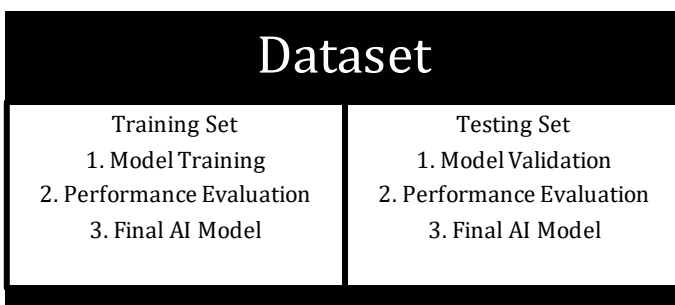 Dataset
Training Set
1. Model Training
2. Performance Evaluation
3. Final AI Model
Testing Set
1. Model Validation
2. Performance Evaluation
3. Final AI Model